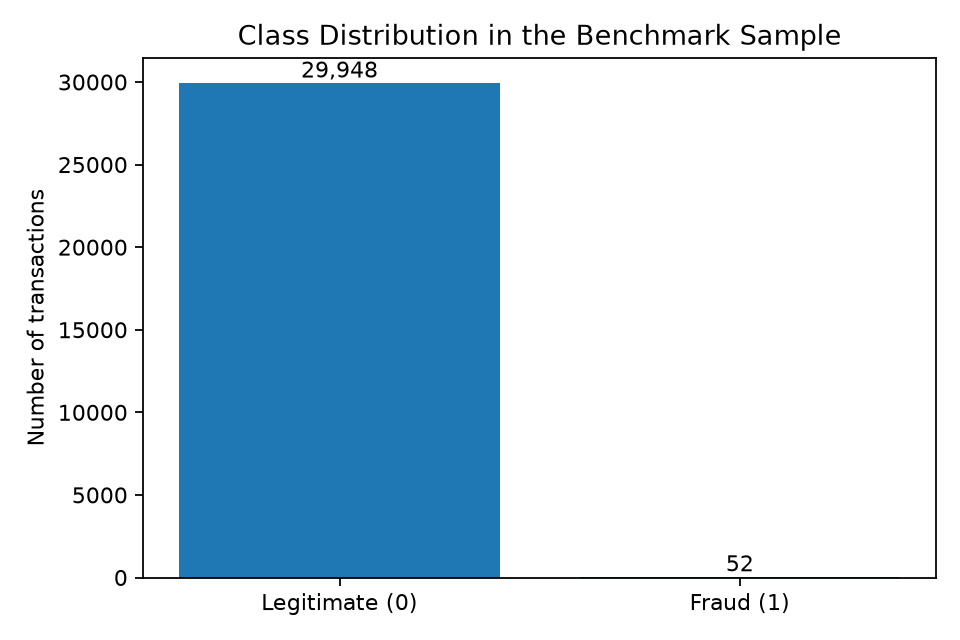 Class Distribution in the Benchmark Sample
Number of transactions
30000
25000
20000
15000
10000
5000
0
29,948
52
Legitimate (0)
Fraud (1)